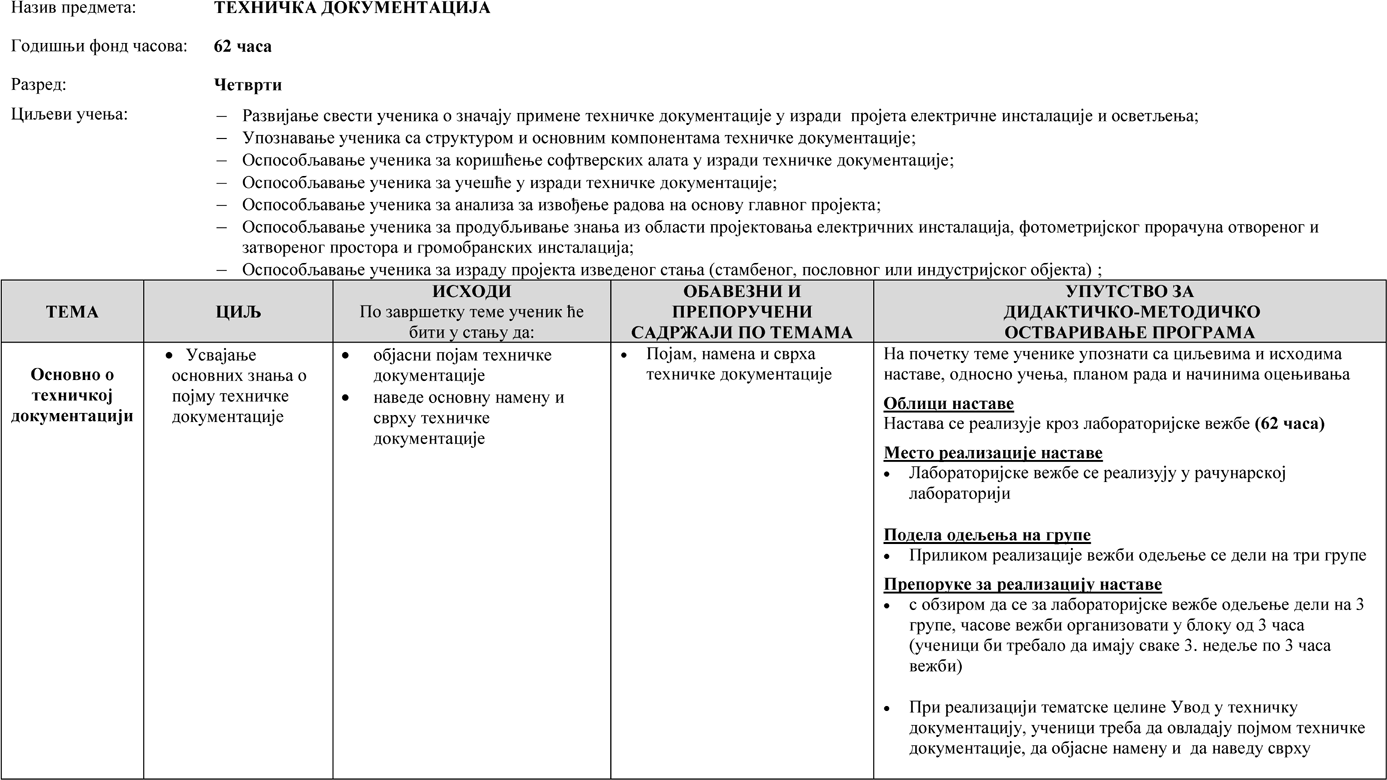 Назив предмета: ТЕХНИЧКА ДОКУМЕНТАЦИЈА
Годишњи фонд часова: 62 часа
Разред: Четврти
Циљеви учења: – Развијање свести ученика о значају примене техничке документације у изради пројета електричне инсталације и осветљења;
– Упознавање ученика са структуром и основним компонентама техничке документације;
– Оспособљавање ученика за коришћење софтверских алата у изради техничке документације;
– Оспособљавање ученика за учешће у изради техничке документације;
– Оспособљавање ученика за анализа за извођење радова на основу главног пројекта;
– Оспособљавање ученика за продубљивање знања из области пројектовања електричних инсталација, фотометријског прорачуна отвореног и
затвореног простора и громобранских инсталација;
– Оспособљавање ученика за израду пројекта изведеног стања (стамбеног, пословног или индустријског објекта) ;
ТЕМА
ЦИЉ
ИСХОДИ
По завршетку теме ученик ће
бити у стању да:
ОБАВЕЗНИ И
ПРЕПОРУЧЕНИ
САДРЖАЈИ ПО ТЕМАМА
УПУТСТВО ЗА
ДИДАКТИЧКО-МЕТОДИЧКО
ОСТВАРИВАЊЕ ПРОГРАМА
Основно о
техничкој
документацији
• Усвајање
основних знања о
појму техничке
документације
• објасни појам техничке
документације
• наведе основну намену и
сврху техничке
документације
• Појам, намена и сврха
техничке документације
На почетку теме ученике упознати са циљевима и исходима
наставе, односно учења, планом рада и начинима оцењивања
Облици наставе
Настава се реализује кроз лабораторијске вежбе (62 часа)
Место реализације наставе
• Лабораторијске вежбе се реализују у рачунарској
лабораторији
Подела одељења на групе
• Приликом реализације вежби одељење се дели на три групе
Препоруке за реализацију наставе
• с обзиром да се за лабораторијске вежбе одељење дели на 3
групе, часове вежби организовати у блоку од 3 часа
(ученици би требало да имају сваке 3. недеље по 3 часа
вежби)
• При реализацији тематске целине Увод у техничку
документацију, ученици треба да овладају појмом техничке
документације, да објасне намену и да наведу сврху